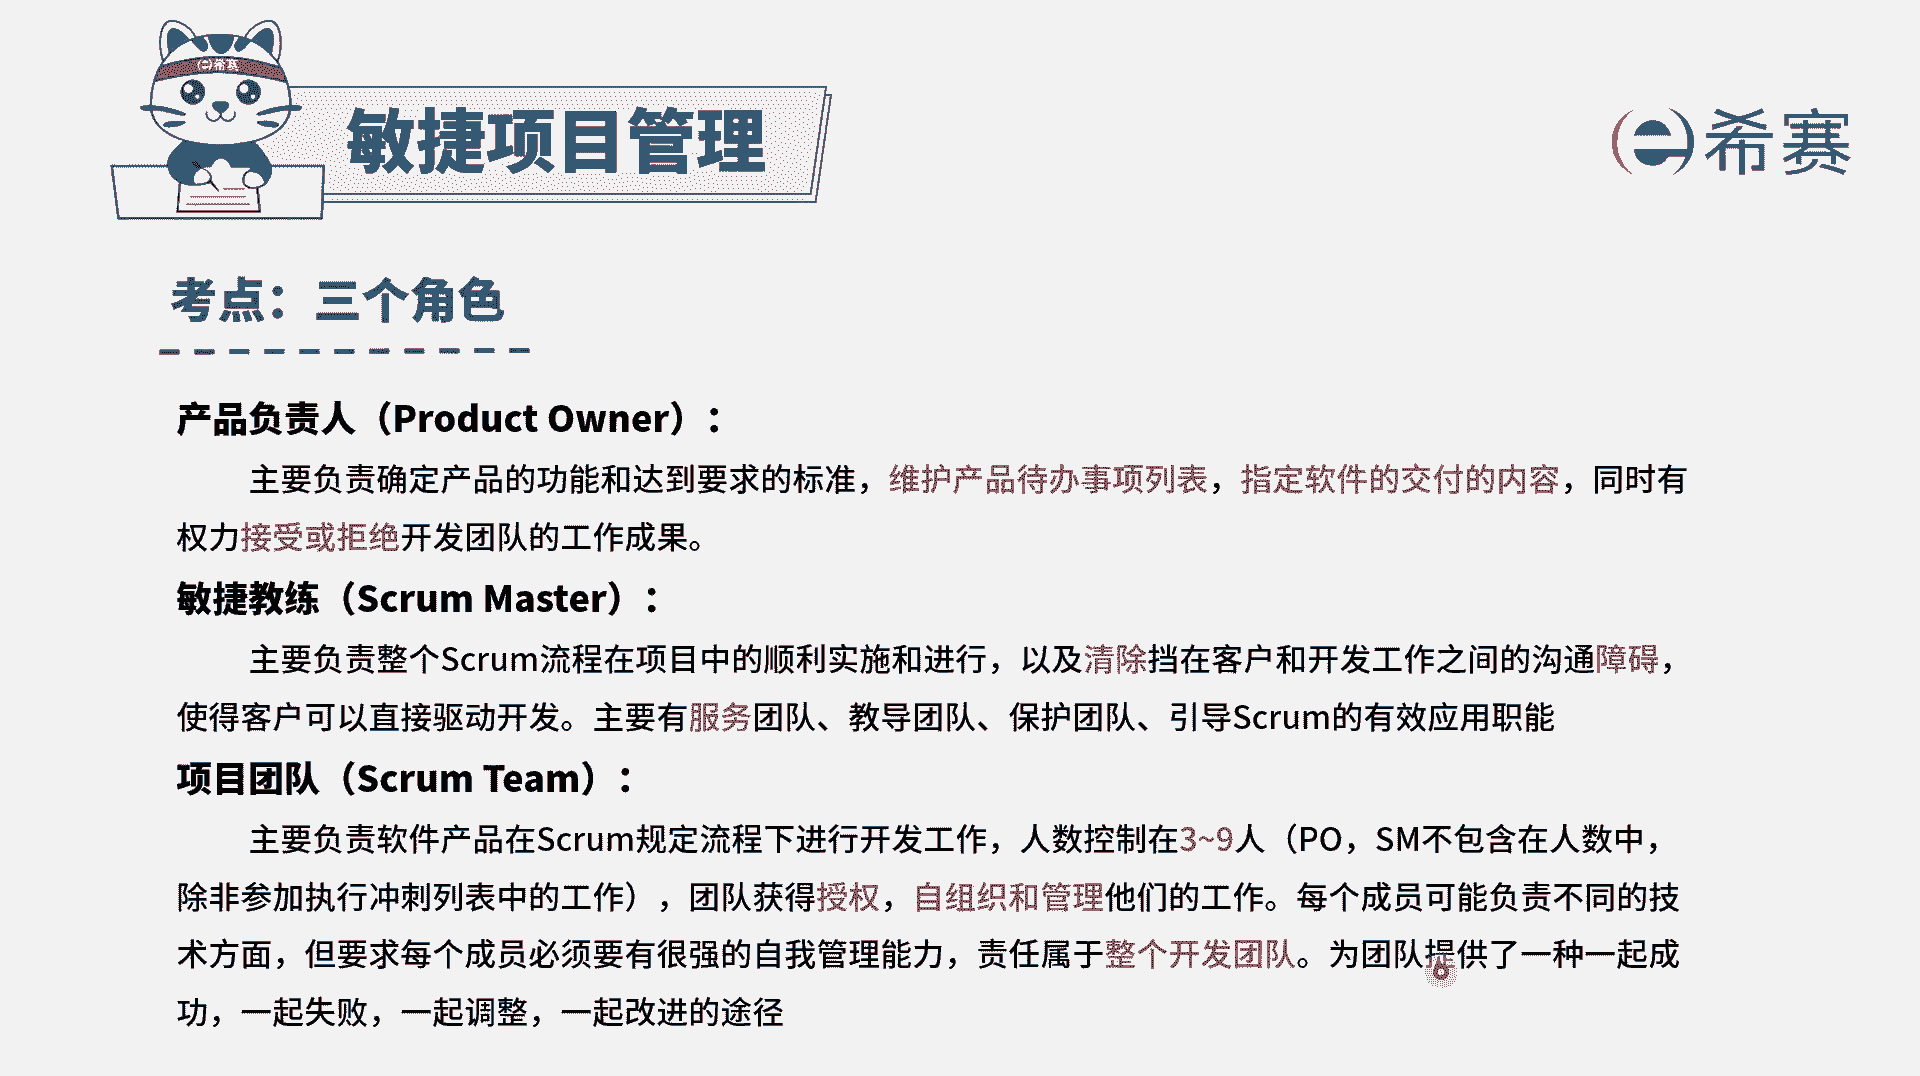 希赛
敏捷项目管理
希赛
考点：三个角色
产品负责人（Product Owner）：
主要负责确定产品的功能和达到要求的标准，维护产品待办事项列表，指定软件的交付的内容，同时有
权力接受或拒绝开发团队的工作成果。
敏捷教练（Scrum Master）：
主要负责整个Scrum流程在项目中的顺利实施和进行，以及清除挡在客户和开发工作之间的沟通障碍，
使得客户可以直接驱动开发。主要有服务团队、教导团队、保护团队、引导Scrum的有效应用职能
项目团队（Scrum Team）：
主要负责软件产品在Scrum规定流程下进行开发工作，人数控制在3~9人（PO，SM不包含在人数中，
除非参加执行冲刺列表中的工作），团队获得授权，自组织和管理他们的工作。每个成员可能负责不同的技
术方面，但要求每个成员必须要有很强的自我管理能力，责任属于整个开发团队。为团队提供了一种一起成
功，一起失败，一起调整，一起改进的途径